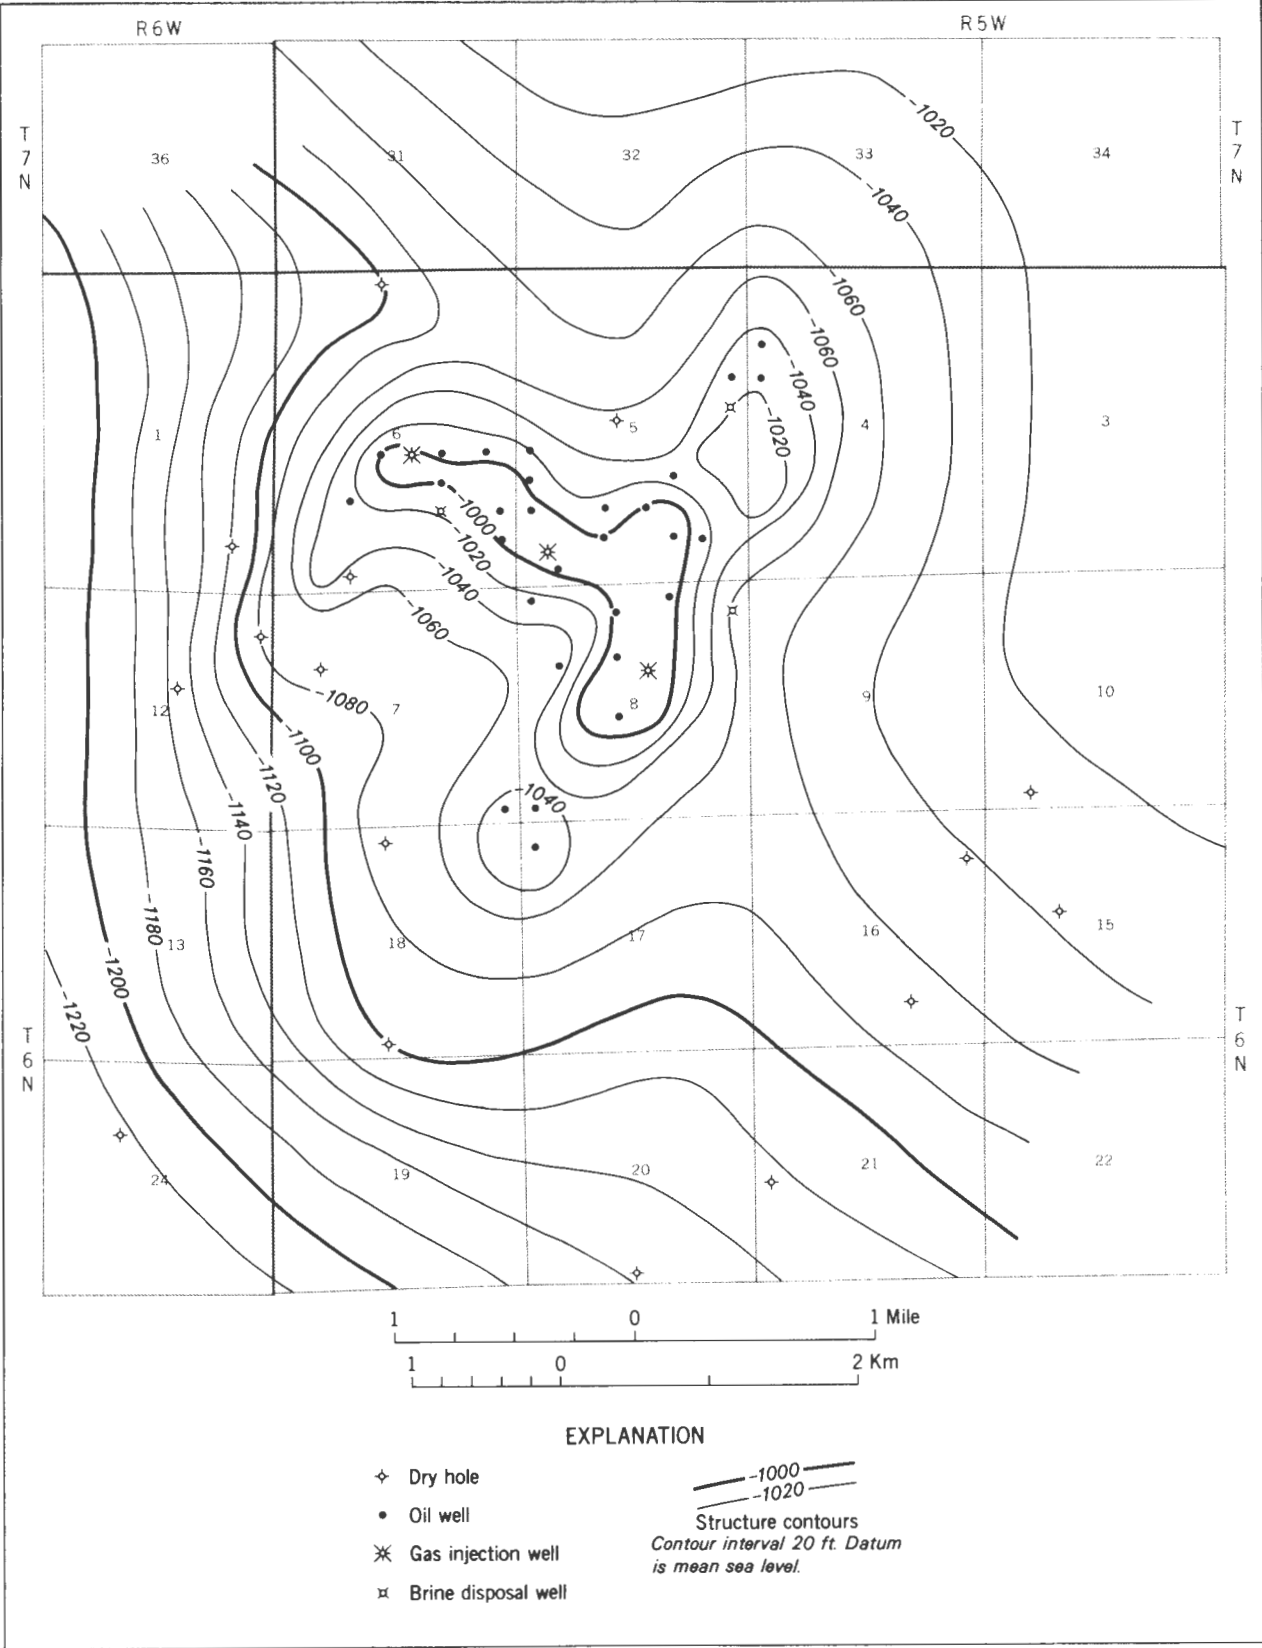 R6W
R5W
T
7
N
T
7
N
36
31
32
33
34
-1020
-1040
-1060
-1060
-1040
-1020
1
6
5
4
3
-1000
-1020
-1040
-1060
12
7
8
9
10
-1080
-1100
-1120
-1140
-1160
-1180
-1200
-1220
-1040
13
18
17
16
15
T
6
N
T
6
N
24
19
20
21
22
1 0 1 Mile
1 0 2 Km
EXPLANATION
Dry hole
Oil well
Gas injection well
Brine disposal well
-1000
-1020
Structure contours
Contour interval 20 ft. Datum
is mean sea level.